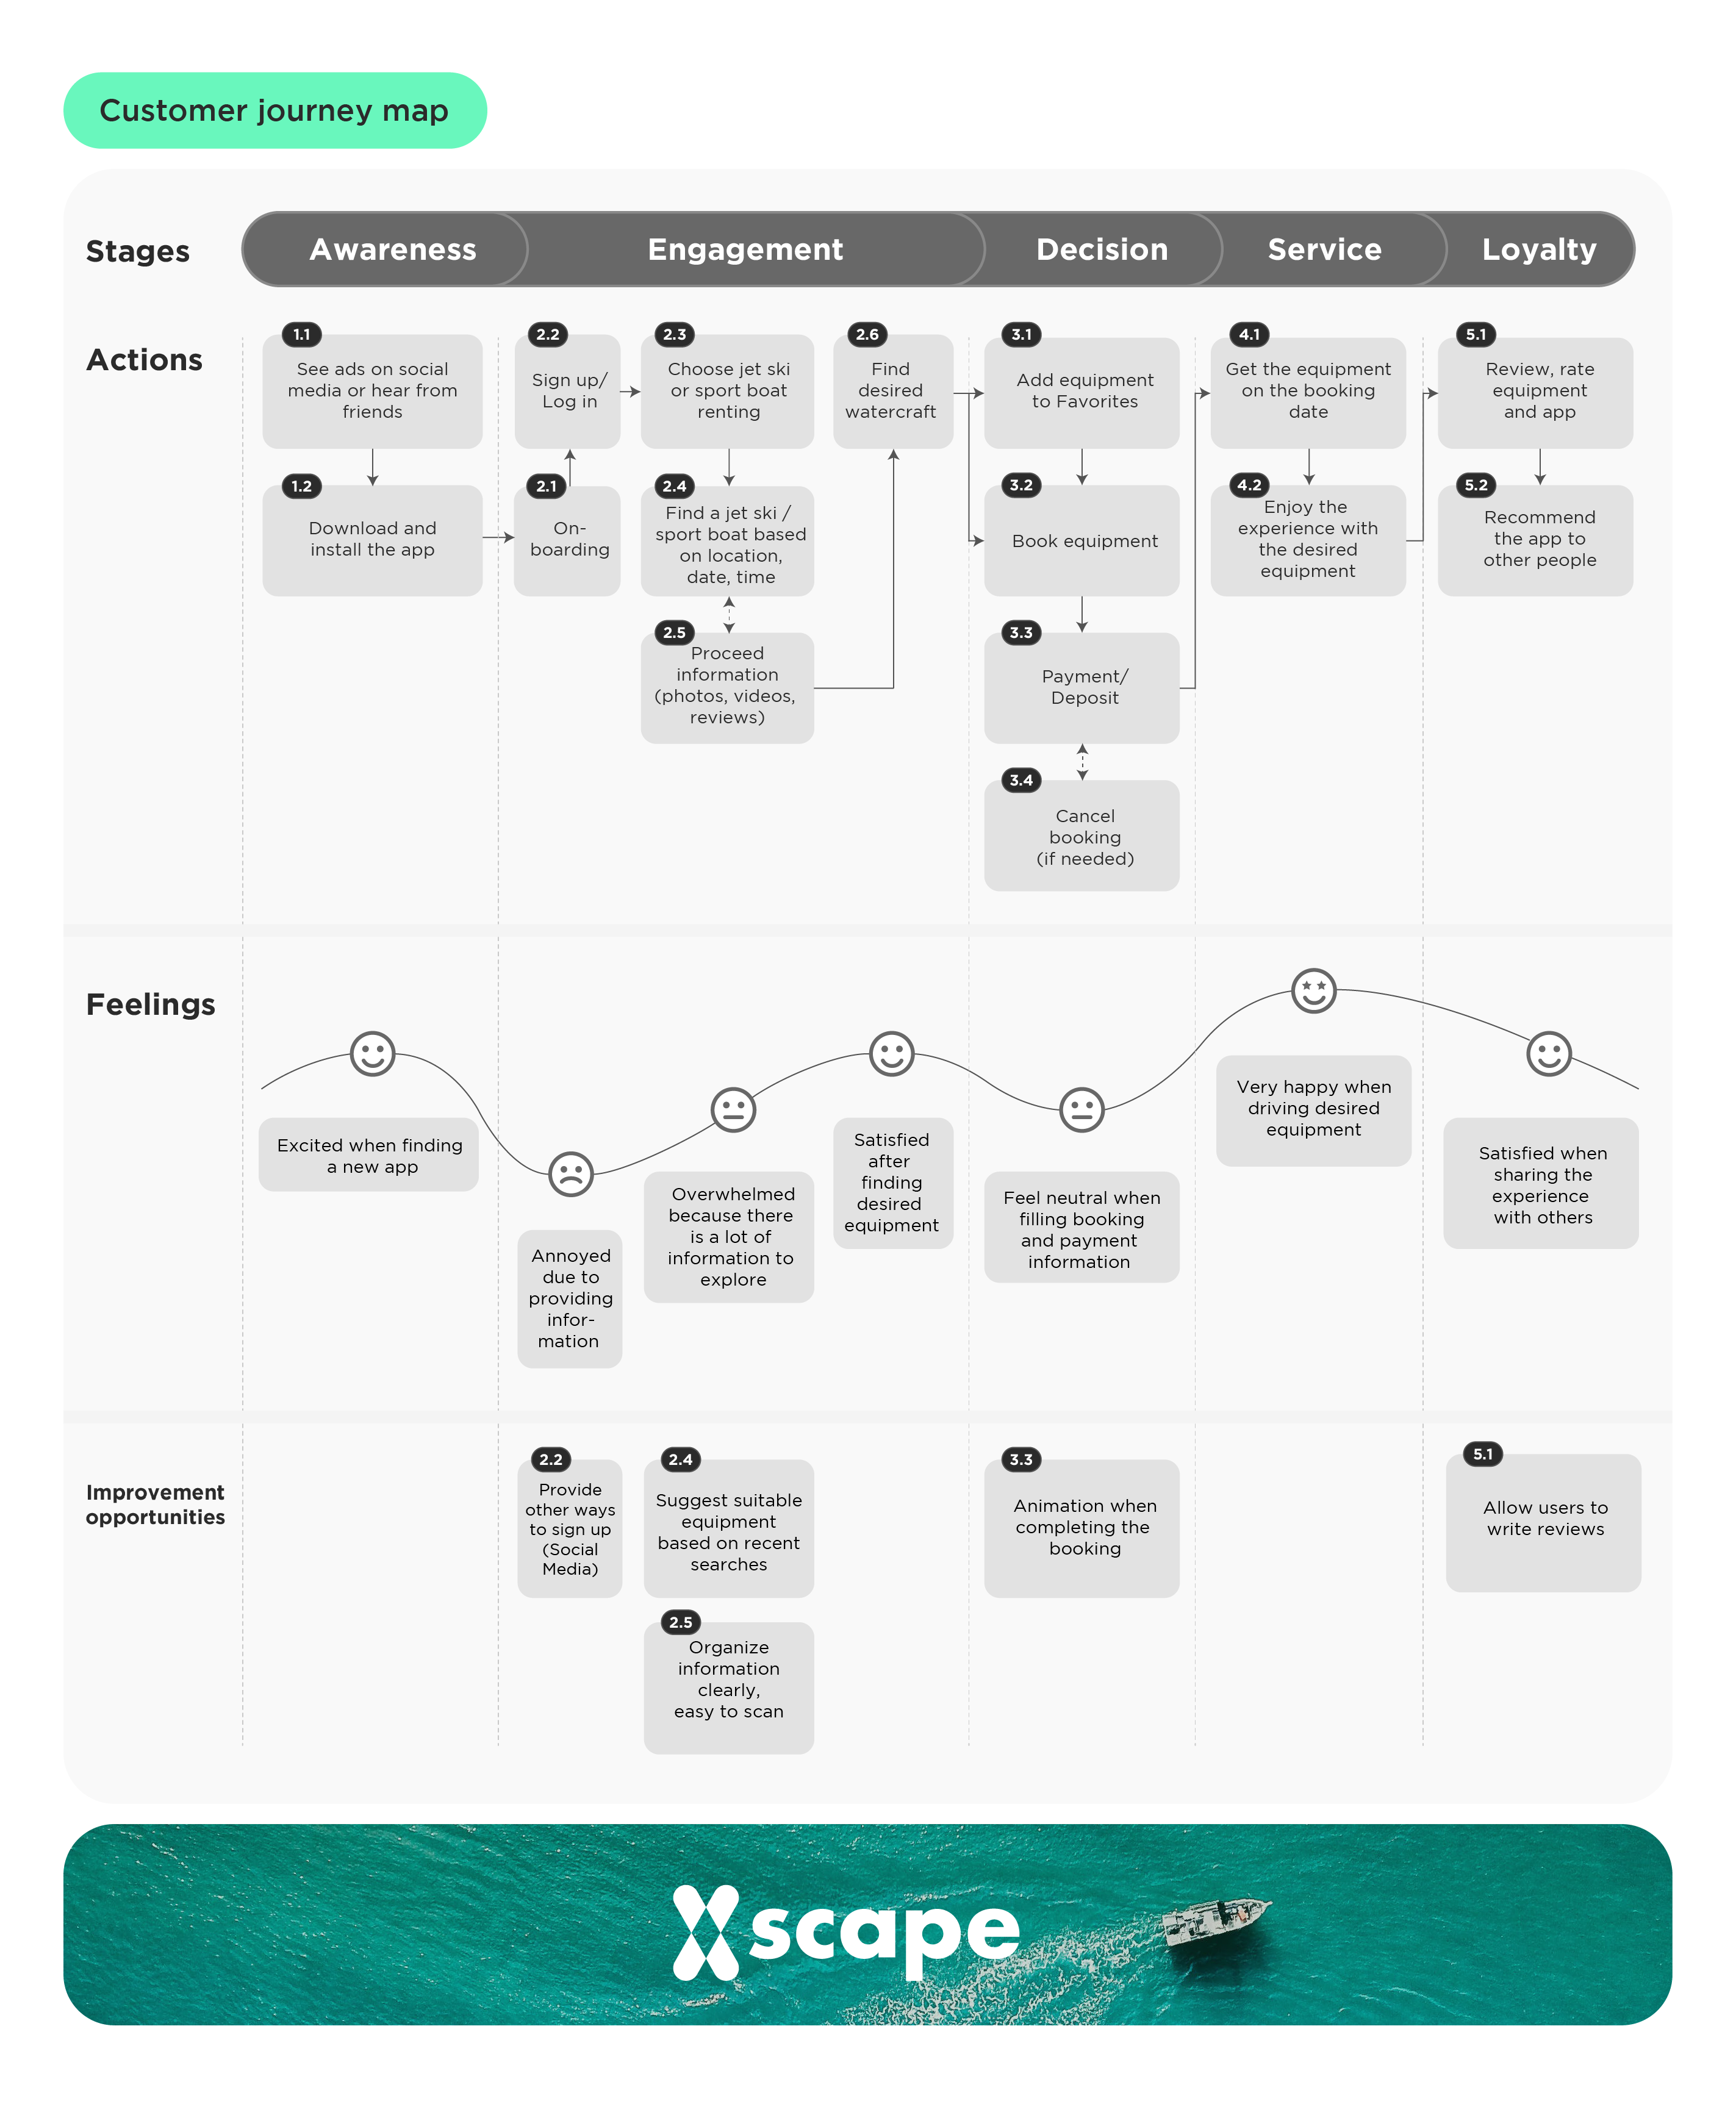 Customer journey map
Stages
Awareness
Engagement
Decision
Service
Loyalty
Actions
1.1
See ads on social
media or hear from
friends
1.2
Download and
install the app
2.2
Sign up/
Log in
2.1
On-
boarding
2.3
Choose jet ski
or sport boat
renting
2.4
Find a jet ski /
sport boat based
on location,
date, time
2.5
Proceed
information
(photos, videos,
reviews)
2.6
Find
desired
watercraft
3.1
Add equipment
to Favorites
3.2
Book equipment
3.3
Payment/
Deposit
3.4
Cancel
booking
(if needed)
4.1
Get the equipment
on the booking
date
4.2
Enjoy the
experience with
the desired
equipment
5.1
Review, rate
equipment
and app
5.2
Recommend
the app to
other people
Feelings
Excited when finding
a new app
Annoyed
due to
providing
infor-
mation
Overwhelmed
because there
is a lot of
information to
explore
Satisfied
after
finding
desired
equipment
Feel neutral when
filling booking
and payment
information
Very happy when
driving desired
equipment
Satisfied when
sharing the
experience
with others
Improvement
opportunities
2.2
Provide
other ways
to sign up
(Social
Media)
2.4
Suggest suitable
equipment
based on recent
searches
2.5
Organize
information
clearly,
easy to scan
3.3
Animation when
completing the
booking
5.1
Allow users to
write reviews
Xscape